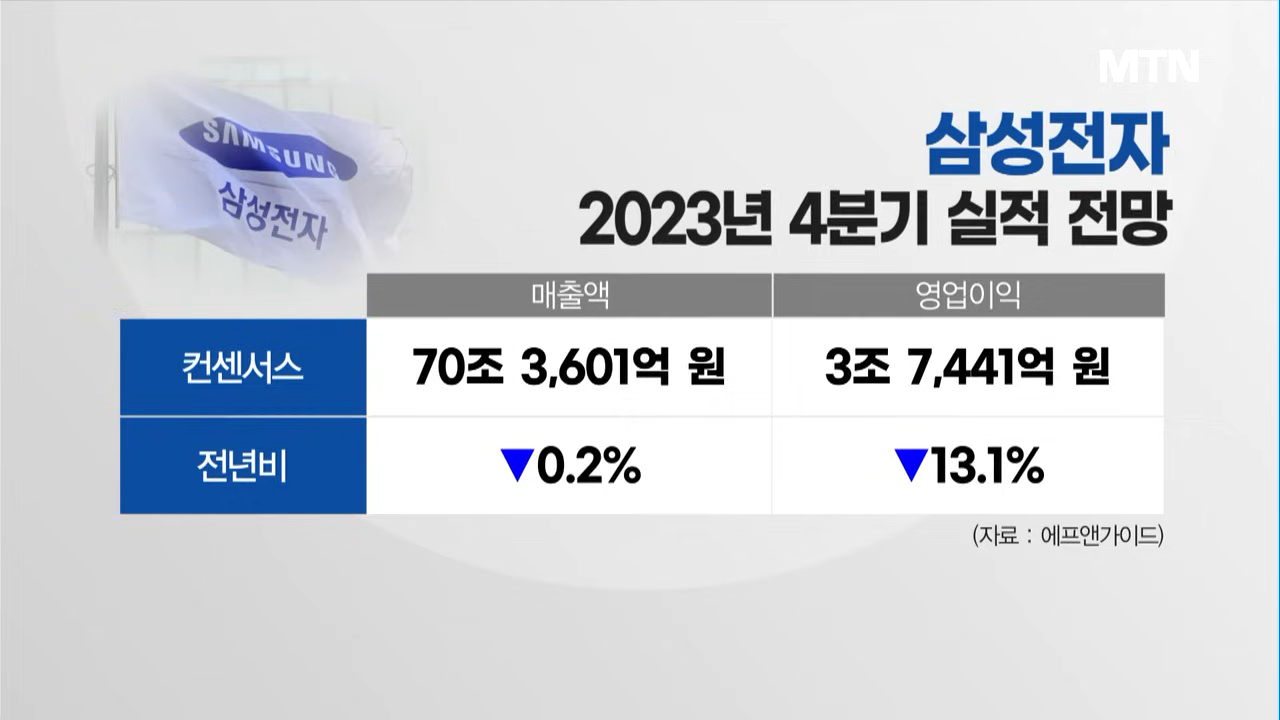 MTN
SAMSUNG
삼성전자
삼성전자
2023년 4분기 실적 전망
매출액 영업이익
컨센서스 70조 3,601억 원 3조 7,441억 원
전년비 ▼0.2% ▼13.1%
(자료 : 에프앤가이드)